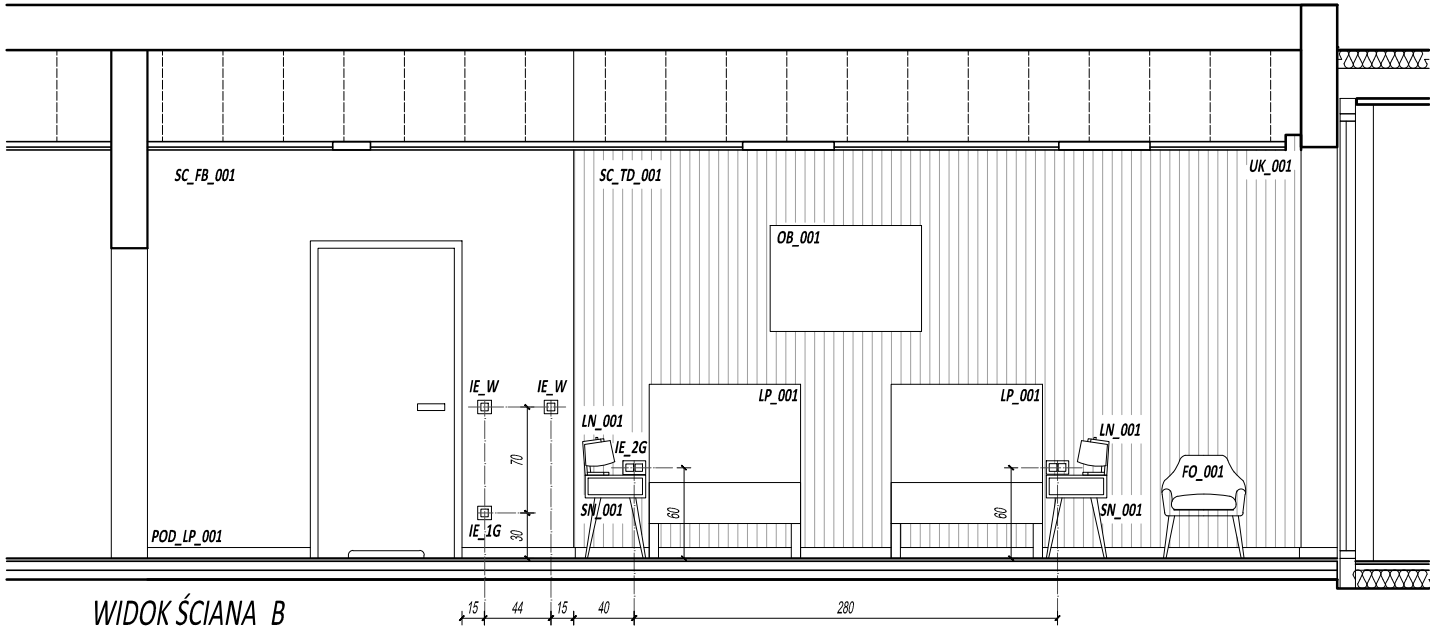 SC_FB_001
SC_TD_001
UK_001
OB_001
IE_W
IE_W
LP_001
LP_001
LN_001
LN_001
IE_2G
70
FO_001
60
60
SN_001
SN_001
POD_LP_001
IE_1G
30
WIDOK ŚCIANA B
15
44
15
40
280